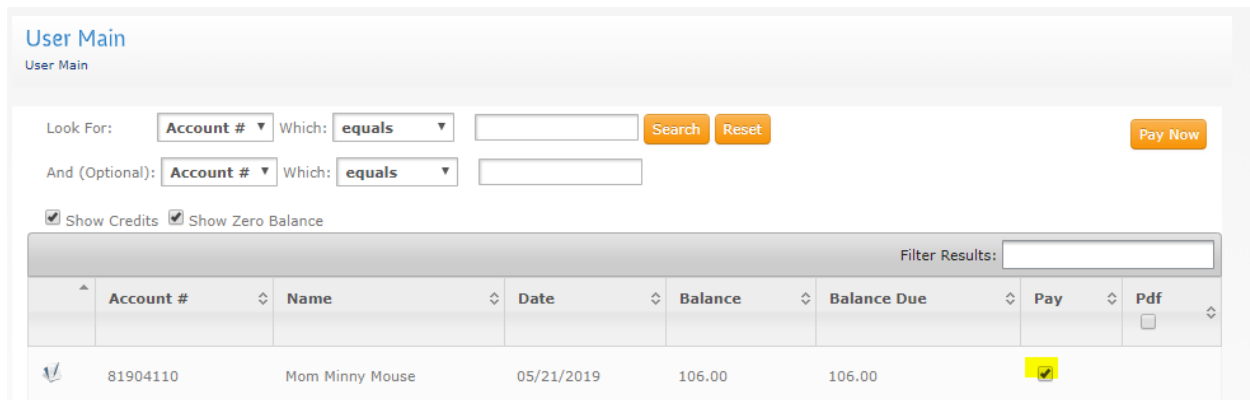 User Main
User Main
Look For: Account # Which: equals Search Reset Pay Now
And (Optional): Account # Which: equals
Show Credits Show Zero Balance
Filter Results:
Account # Name Date Balance Balance Due Pay Pdf
81904110 Mom Minny Mouse 05/21/2019 106.00 106.00